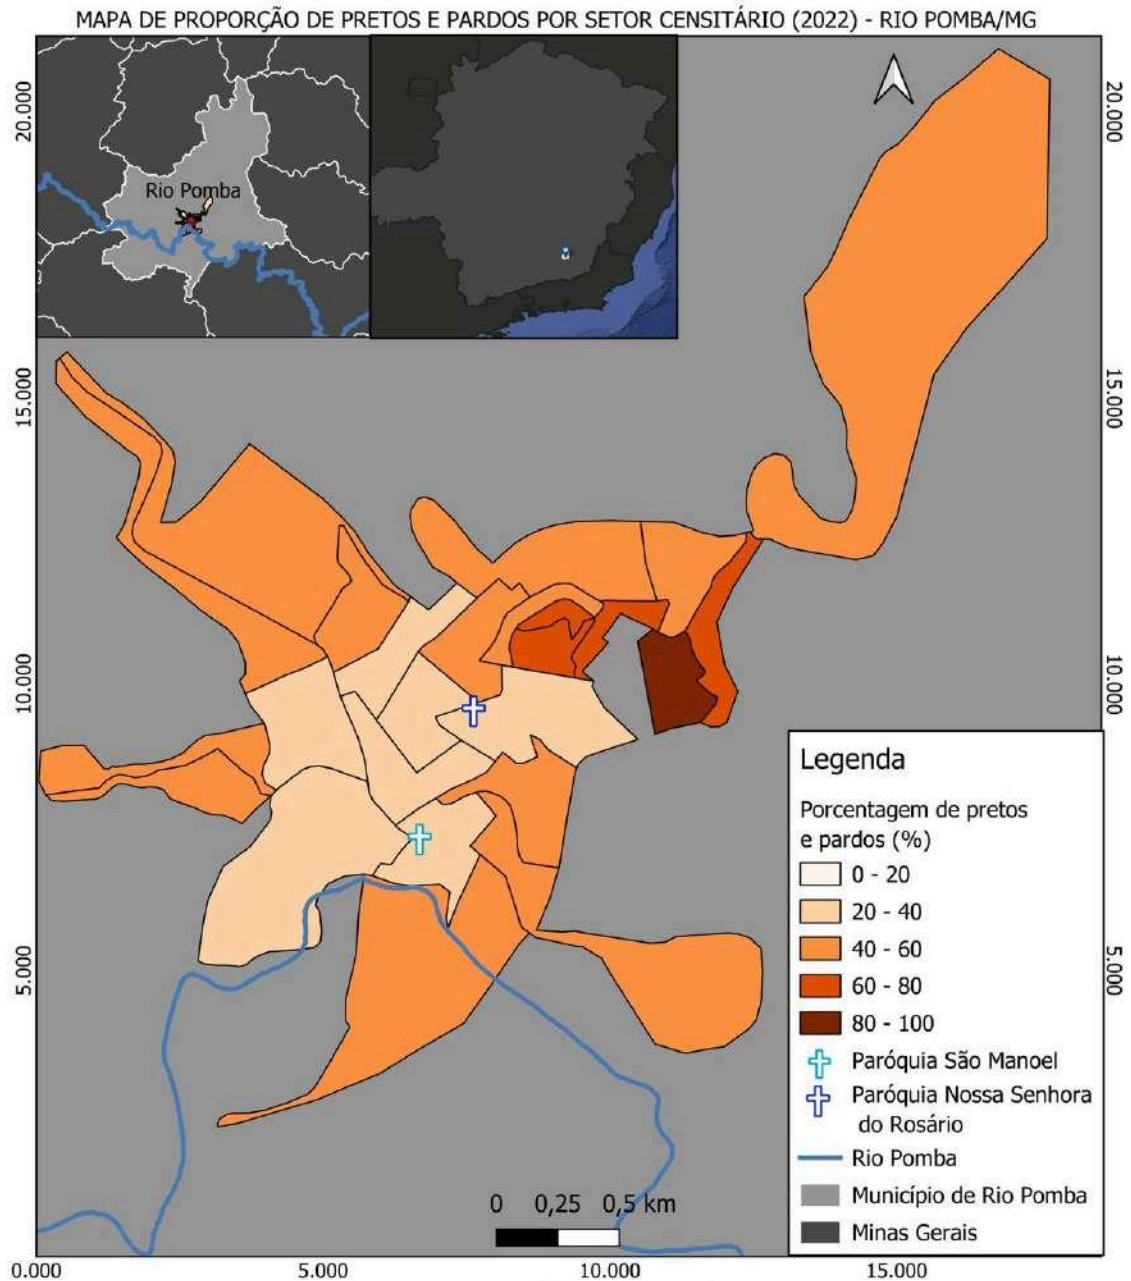 MAPA DE PROPORÇÃO DE PRETOS E PARDOS POR SETOR CENSITÁRIO (2022) - RIO POMBA/MG
20.000
20.000
Rio Pomba
15.000
15.000
10.000
10.000
5.000
5.000
Legenda
Porcentagem de pretos
e pardos (%)
0 - 20
20 - 40
40 - 60
60 - 80
80 - 100
Paróquia São Manoel
Paróquia Nossa Senhora
do Rosário
Rio Pomba
Município de Rio Pomba
Minas Gerais
0 0,25 0,5 km
0.000 5.000 10.000 15.000